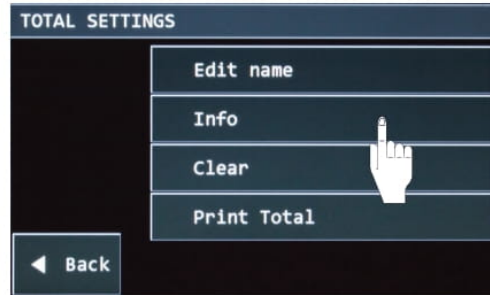 TOTAL SETTINGS
Edit name
Info
Clear
Print Total
Back